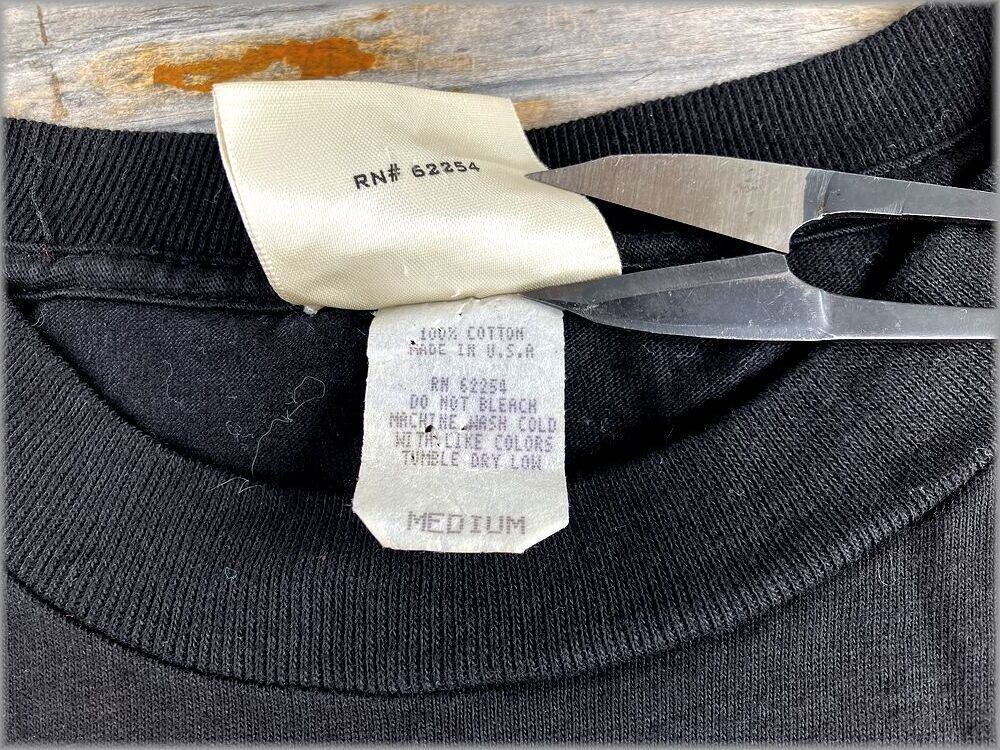 RN# 62254
100% COTTON
MADE IN U.S.A
RN 62254
DO NOT BLEACH
MACHINE WASH COLD
WITH LIKE COLORS
TUMBLE DRY LOW
MEDIUM